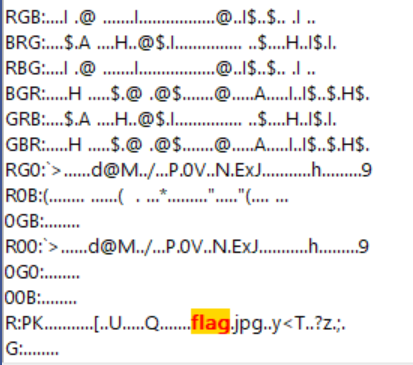 RGB:....I .@ .......I..................@..I$..$.. .I ..
BRG:....$.A ....H..@$.I............... ..$....H..I$.I.
RBG:....I .@ .......I..................@..I$..$.. .I ..
BGR:.....H .....$.@ .@$.......@.....A.....I..I$..$.H$.
GRB:....$.A ....H..@$.I............... ..$....H..I$.I.
GBR:.....H .....$.@ .@$.......@.....A.....I..I$..$.H$.
RG0:`>......d@M../...P.0V..N.ExJ...........h.........9
R0B:(........ ......(  . ...*.........".....“(.... ...
0GB:........
R00:`>......d@M../...P.0V..N.ExJ...........h.........9
0G0:........
00B:........
R:PK...........[..U.....Q.......flag.jpg..y<T..?z.;.
G:........